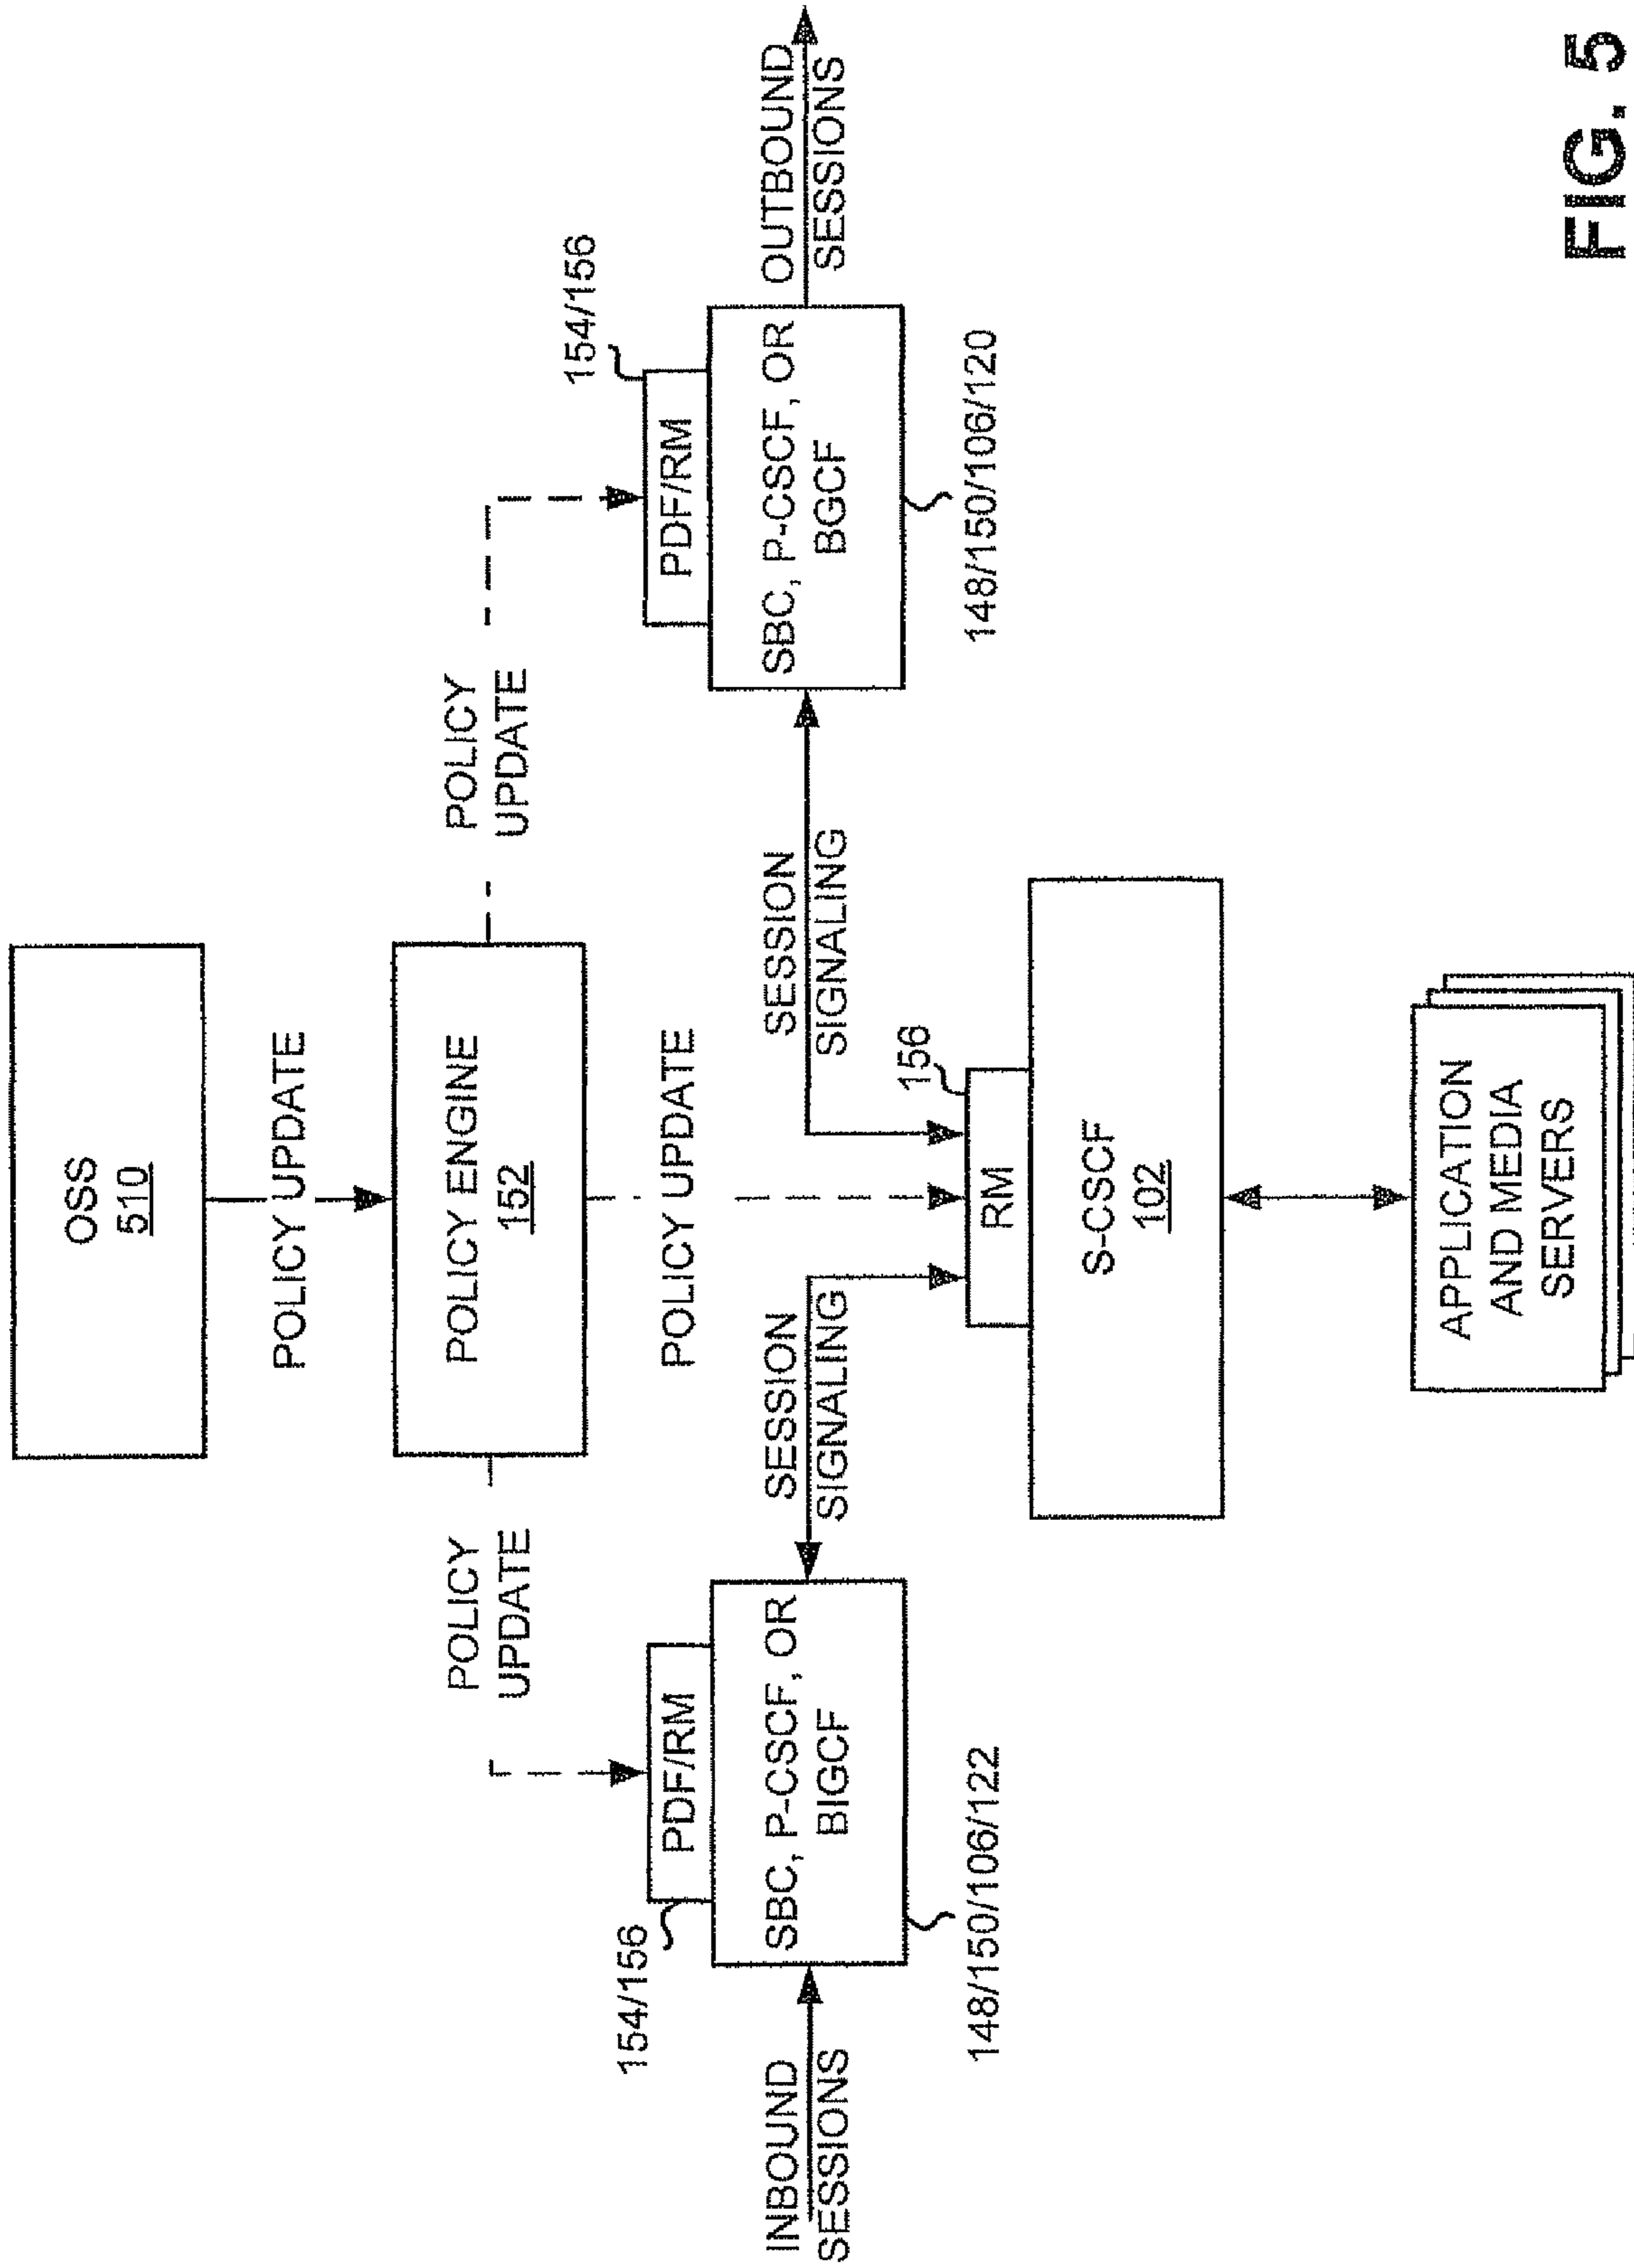 OSS
510
POLICY UPDATE
POLICY ENGINE
152
POLICY
UPDATE
POLICY
UPDATE
POLICY UPDATE
154/156
PDF/RM
SBC, P-CSCF, OR
BIGCF
148/150/106/122
INBOUND
SESSIONS
SESSION
SIGNALING
SESSION
SIGNALING
154/156
PDF/RM
SBC, P-CSCF, OR
BGCF
148/150/106/120
OUTBOUND
SESSIONS
156
RM
S-CSCF
102
APPLICATION
AND MEDIA
SERVERS
FIG. 5